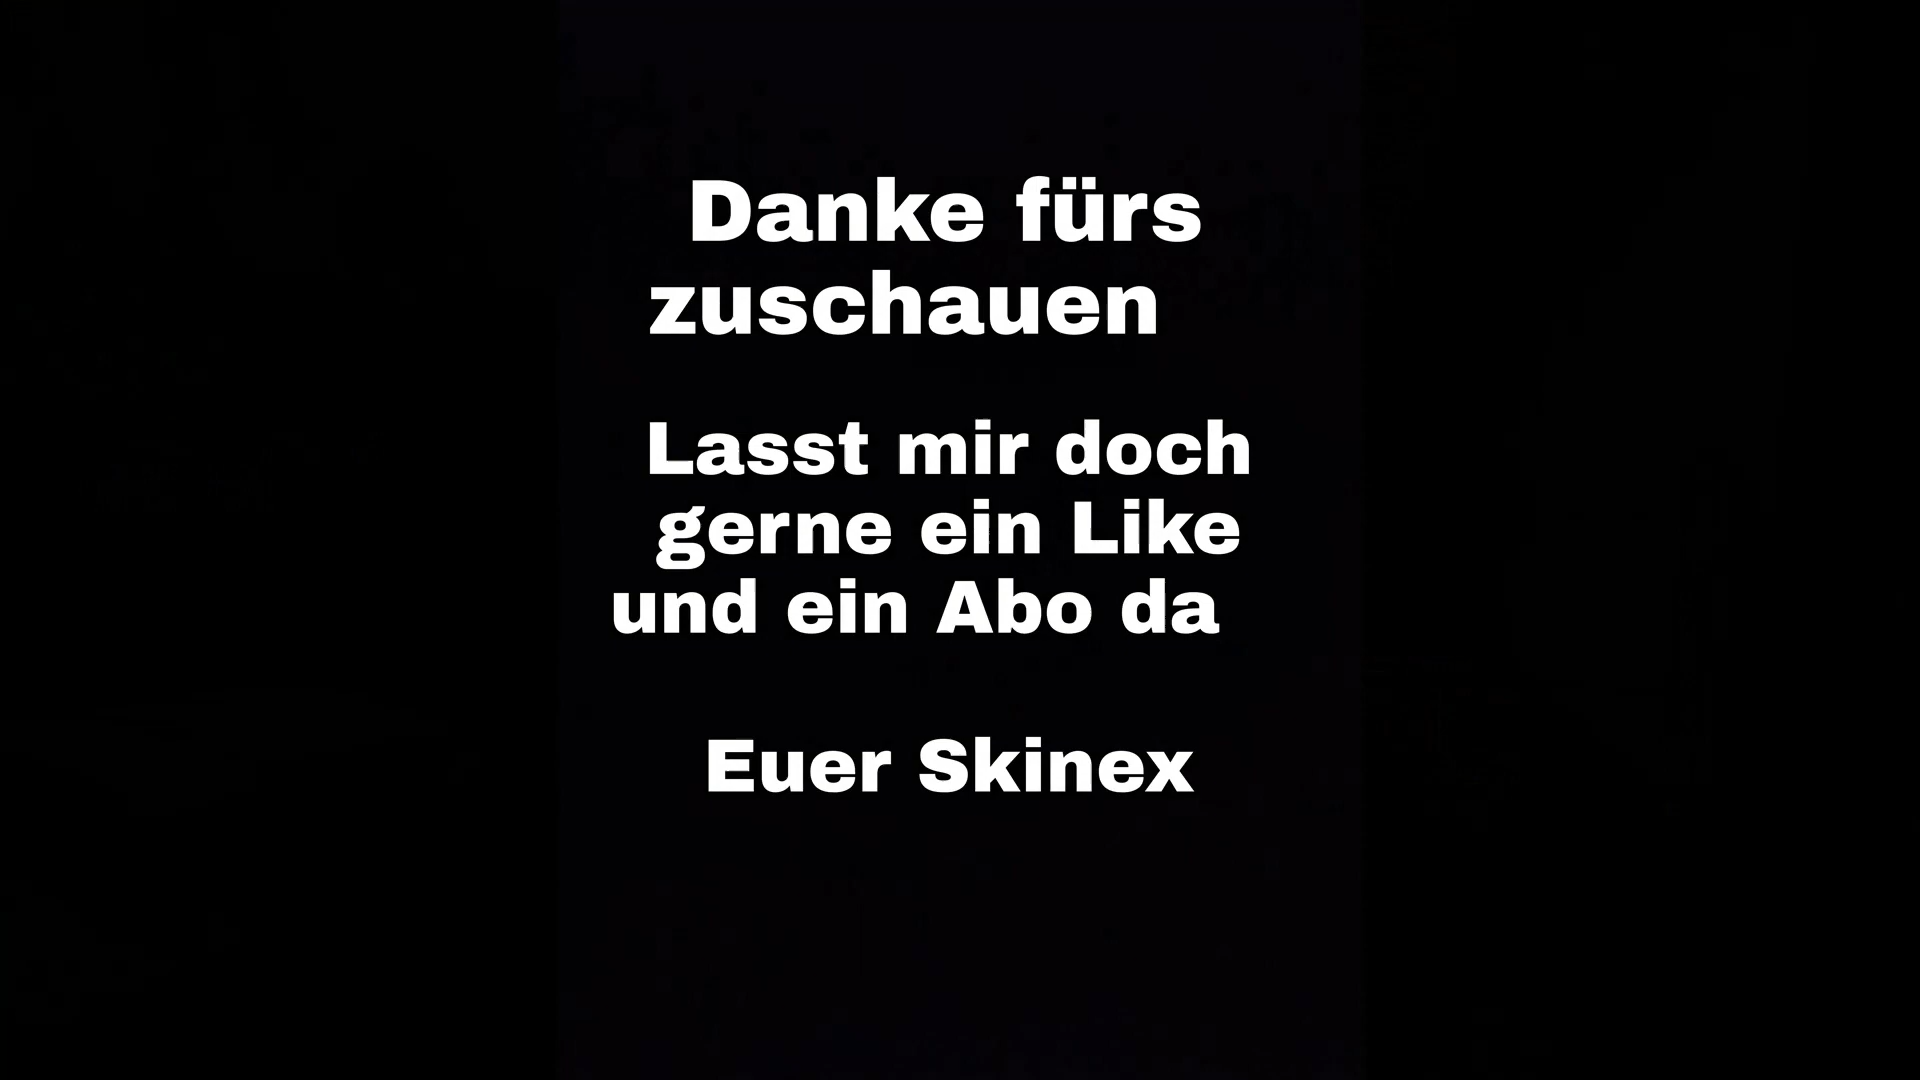 Danke fürs
zuschauen
Lasst mir doch
gerne ein Like
und ein Abo da
Euer Skinex